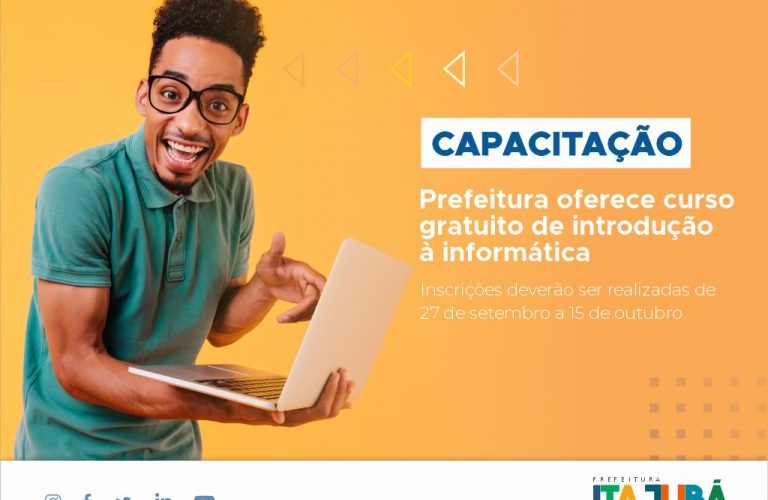 CAPACITAÇÃO
Prefeitura oferece curso
gratuito de introdução
à informática
Inscrições deverão ser realizadas de
27 de setembro a 15 de outubro
PREFEITURA
ITAJUBÁ